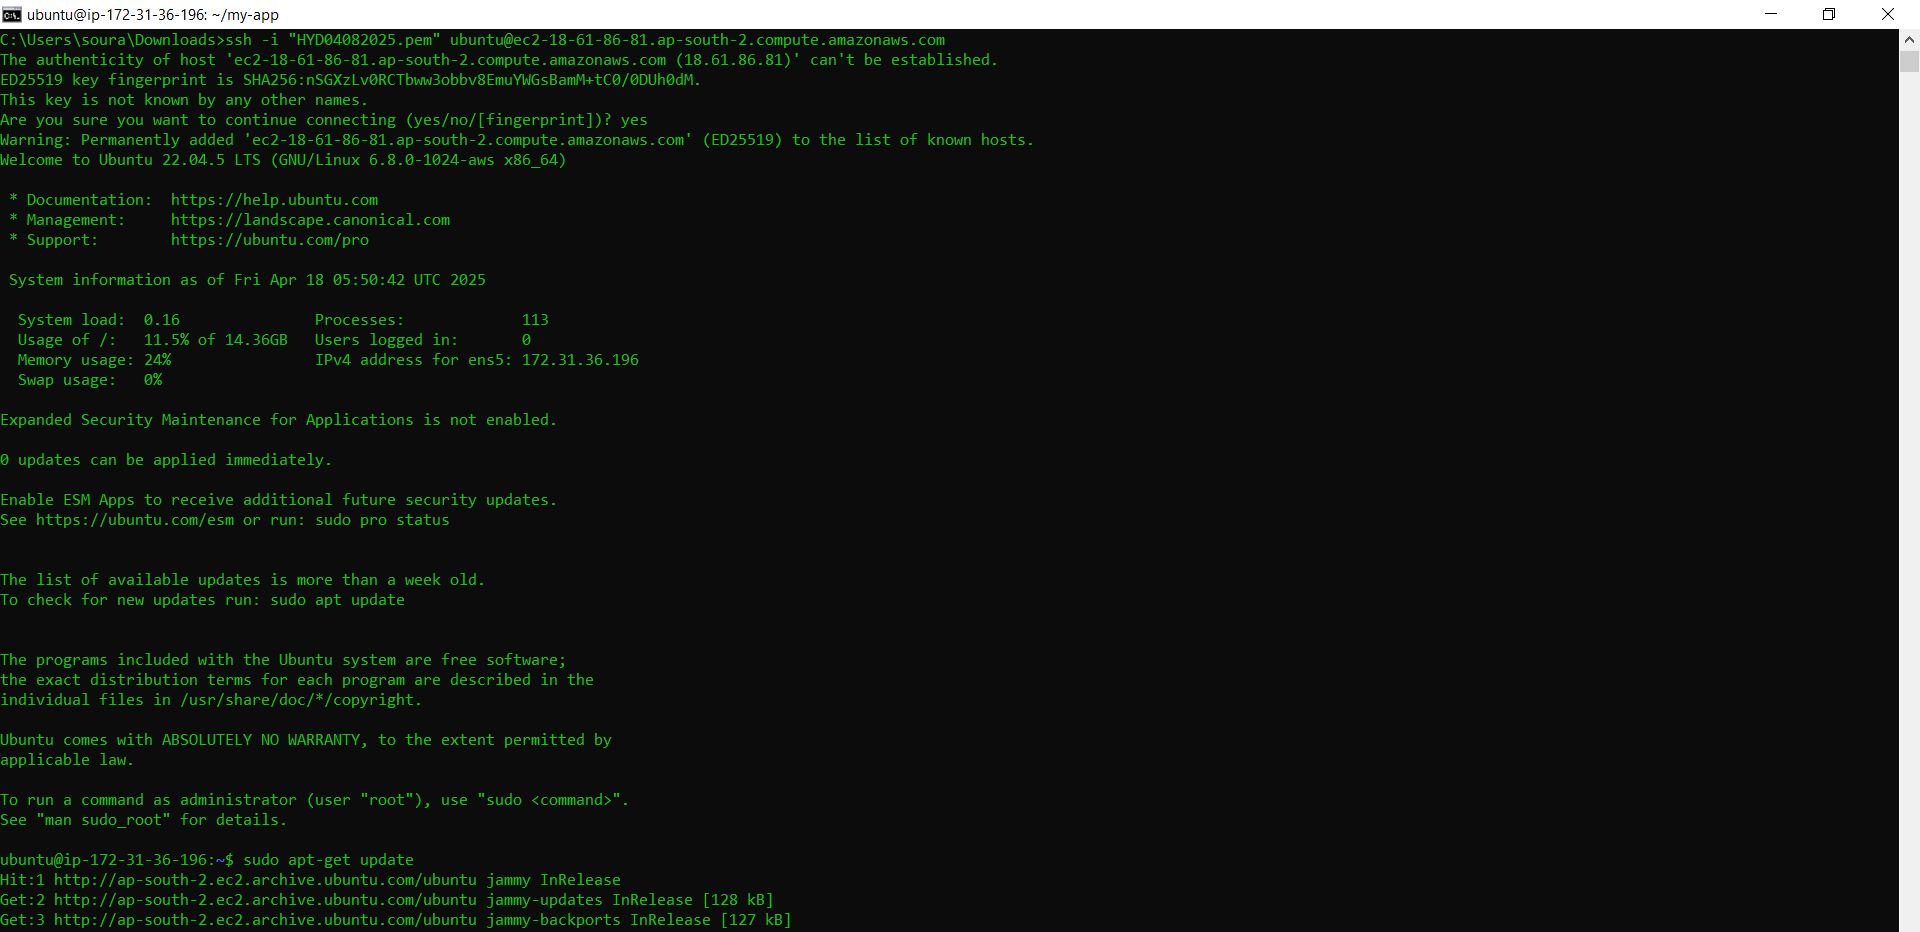 ubuntu@ip-172-31-36-196: ~/my-app
C:\Users\soura\Downloads>ssh -i "HYD04082025.pem" ubuntu@ec2-18-61-86-81.ap-south-2.compute.amazonaws.com
The authenticity of host 'ec2-18-61-86-81.ap-south-2.compute.amazonaws.com (18.61.86.81)' can't be established.
ED25519 key fingerprint is SHA256:nSGXzLv0RCTbww3obbv8EmuYWGsBamM+tC0/0DUh0dM.
This key is not known by any other names.
Are you sure you want to continue connecting (yes/no/[fingerprint])? yes
Warning: Permanently added 'ec2-18-61-86-81.ap-south-2.compute.amazonaws.com' (ED25519) to the list of known hosts.
Welcome to Ubuntu 22.04.5 LTS (GNU/Linux 6.8.0-1024-aws x86_64)
* Documentation:  https://help.ubuntu.com
* Management:     https://landscape.canonical.com
* Support:        https://ubuntu.com/pro
System information as of Fri Apr 18 05:50:42 UTC 2025
System load:  0.16               Processes:             113
Usage of /:   11.5% of 14.36GB   Users logged in:       0
Memory usage: 24%                IPv4 address for ens5: 172.31.36.196
Swap usage:   0%
Expanded Security Maintenance for Applications is not enabled.
0 updates can be applied immediately.
Enable ESM Apps to receive additional future security updates.
See https://ubuntu.com/esm or run: sudo pro status
The list of available updates is more than a week old.
To check for new updates run: sudo apt update
The programs included with the Ubuntu system are free software;
the exact distribution terms for each program are described in the
individual files in /usr/share/doc/*/copyright.
Ubuntu comes with ABSOLUTELY NO WARRANTY, to the extent permitted by
applicable law.
To run a command as administrator (user "root"), use "sudo <command>".
See "man sudo_root" for details.
ubuntu@ip-172-31-36-196:~$ sudo apt-get update
Hit:1 http://ap-south-2.ec2.archive.ubuntu.com/ubuntu jammy InRelease
Get:2 http://ap-south-2.ec2.archive.ubuntu.com/ubuntu jammy-updates InRelease [128 kB]
Get:3 http://ap-south-2.ec2.archive.ubuntu.com/ubuntu jammy-backports InRelease [127 kB]